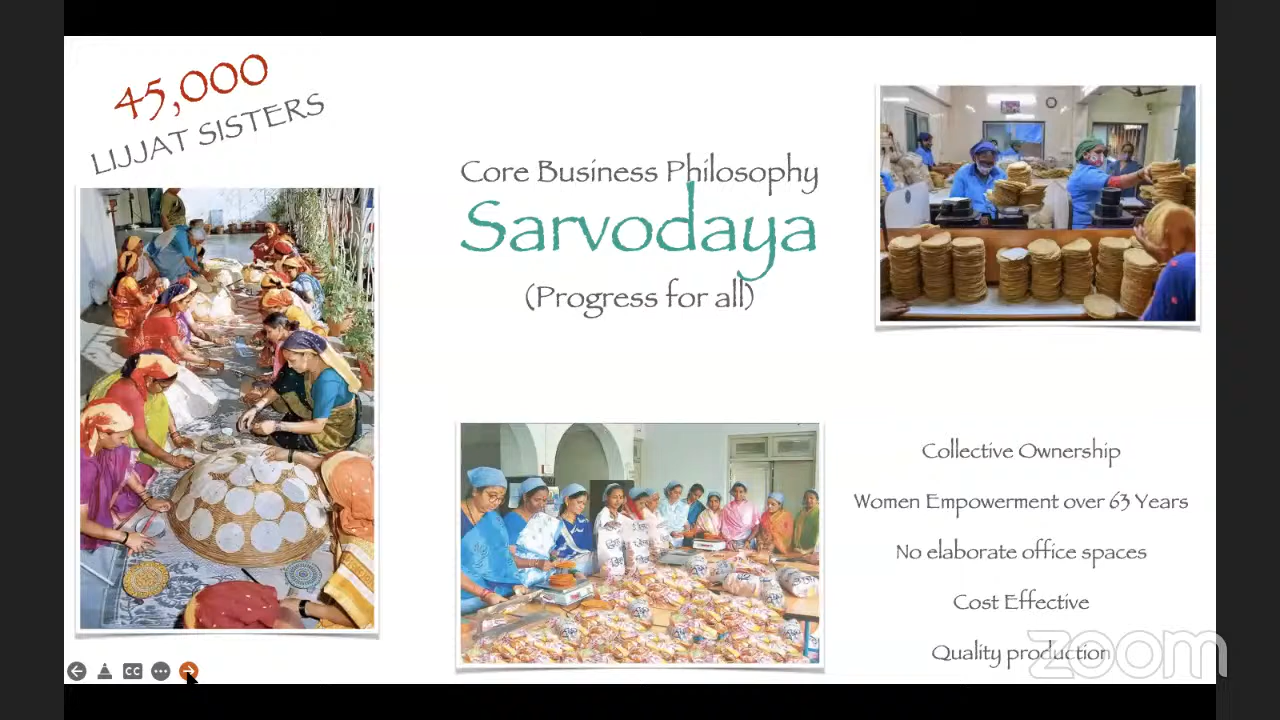 45,000
LIJJAT SISTERS
Core Business Philosophy
Sarvodaya
(Progress for all)
Collective Ownership
Women Empowerment over 63 Years
No elaborate office spaces
Cost Effective
Quality production
CC
zoom